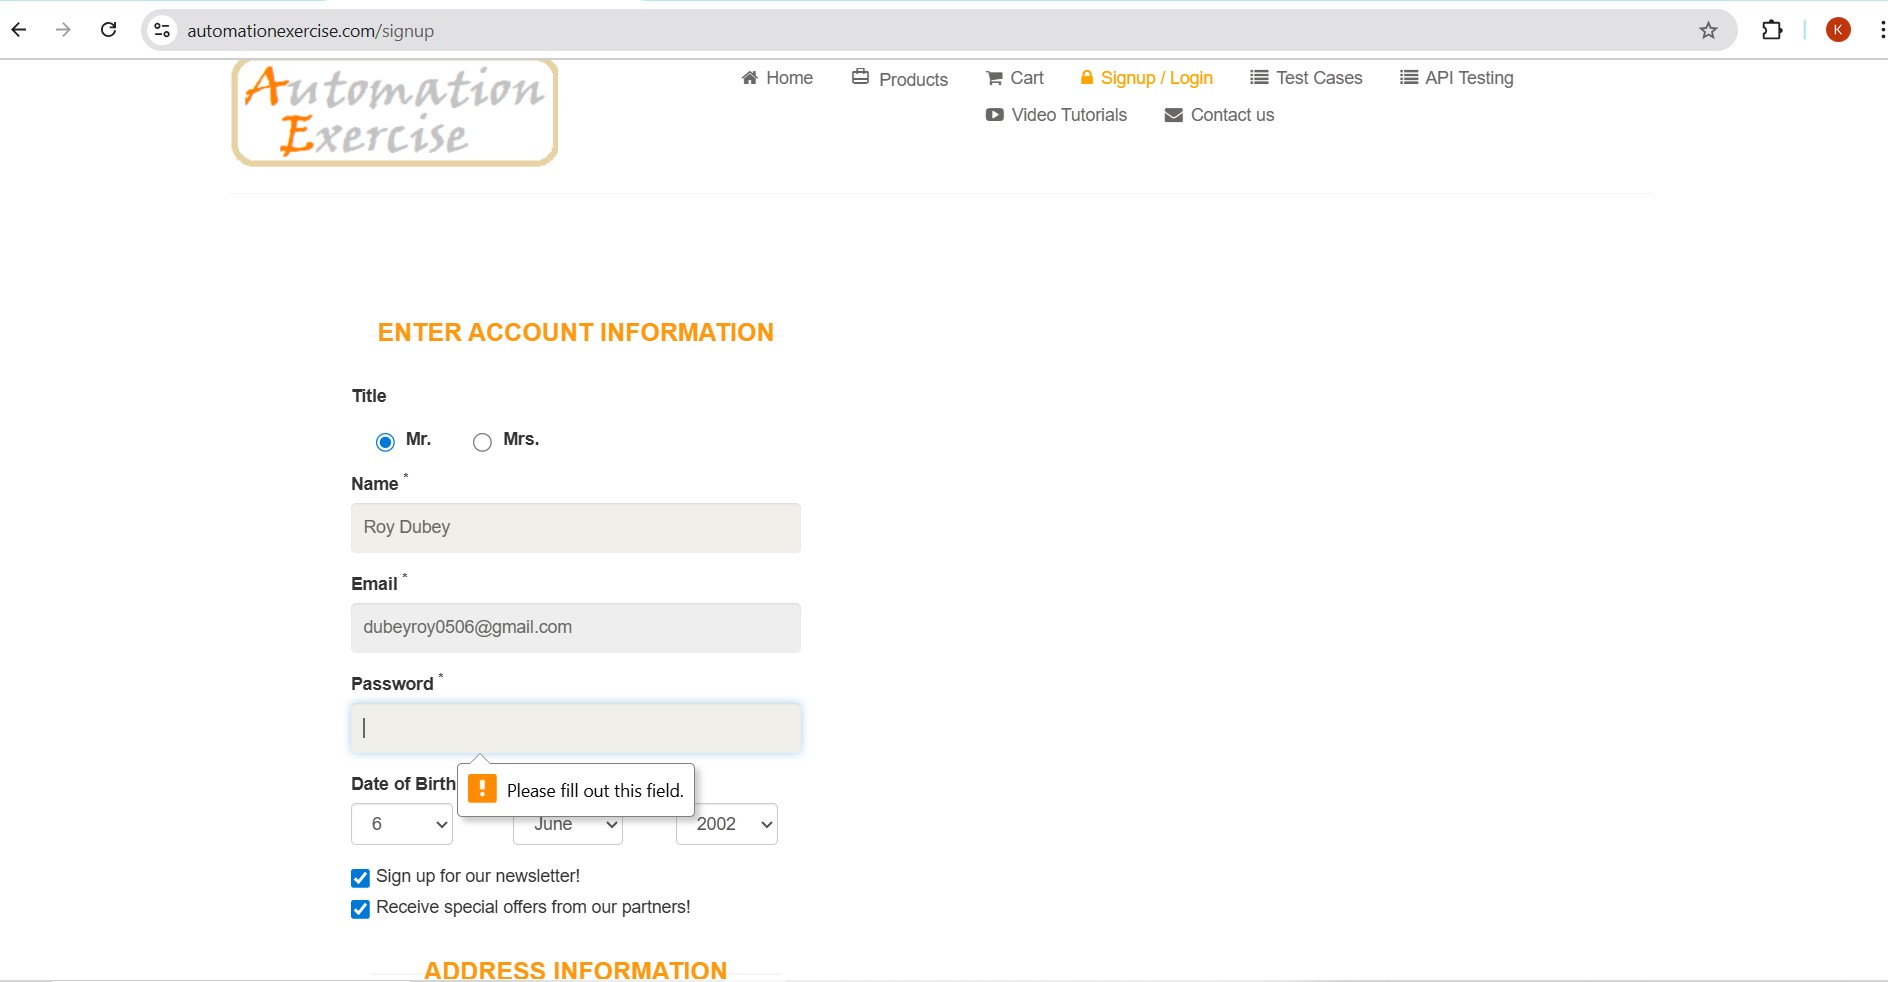 automationexercise.com/signup
K
Automation
Exercise
Home Products Cart Signup / Login Test Cases API Testing
Video Tutorials Contact us
ENTER ACCOUNT INFORMATION
Title
Mr. Mrs.
Name *
Roy Dubey
Email *
dubeyroy0506@gmail.com
Password *
Date of Birth
Please fill out this field.
6 June 2002
Sign up for our newsletter!
Receive special offers from our partners!
ADDRESS INFORMATION